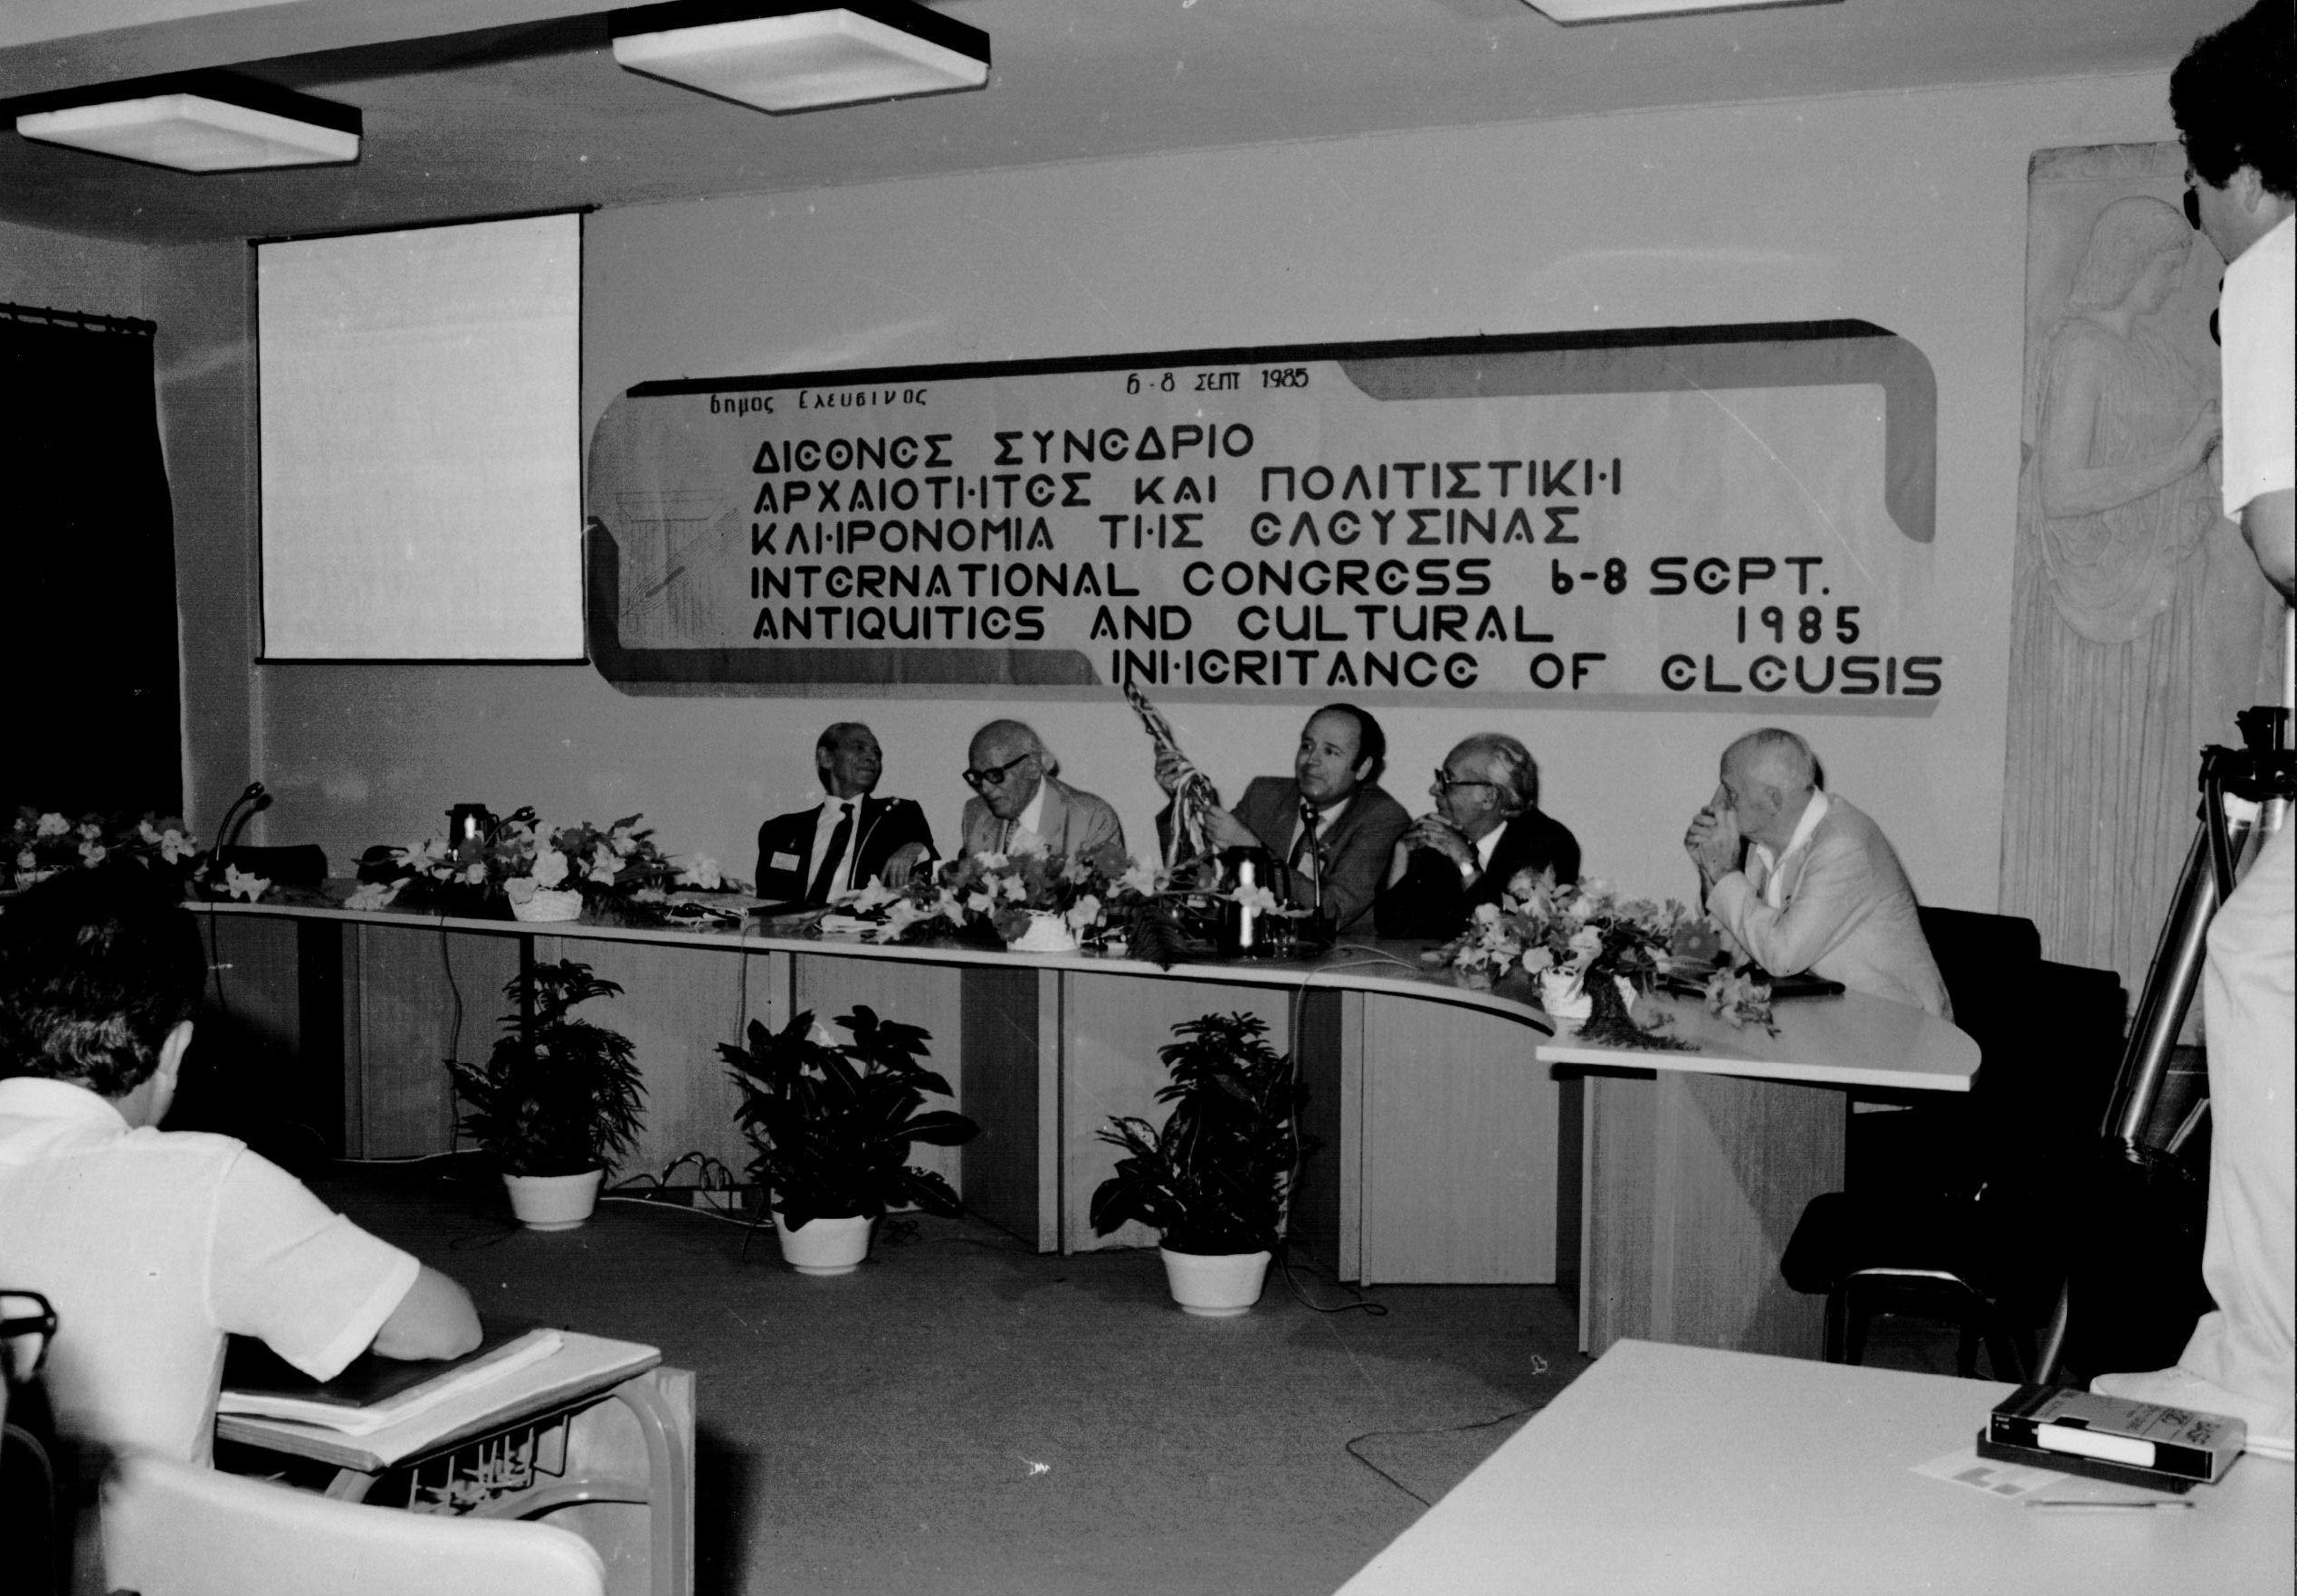 δημος Ελευσινος 6-8 ΣΕΠΤ 1985
ΔΙΕΘΝΕΣ ΣΥΝΕΔΡΙΟ
ΑΡΧΑΙΟΤΗΤΕΣ ΚΑΙ ΠΟΛΙΤΙΣΤΙΚΗ
ΚΛΗΡΟΝΟΜΙΑ ΤΗΣ ΕΛΕΥΣΙΝΑΣ
INTERNATIONAL CONGRESS 6-8 SEPT.
ANTIQUITIES AND CULTURAL 1985
INHERITANCE OF ELEUSIS
BASF